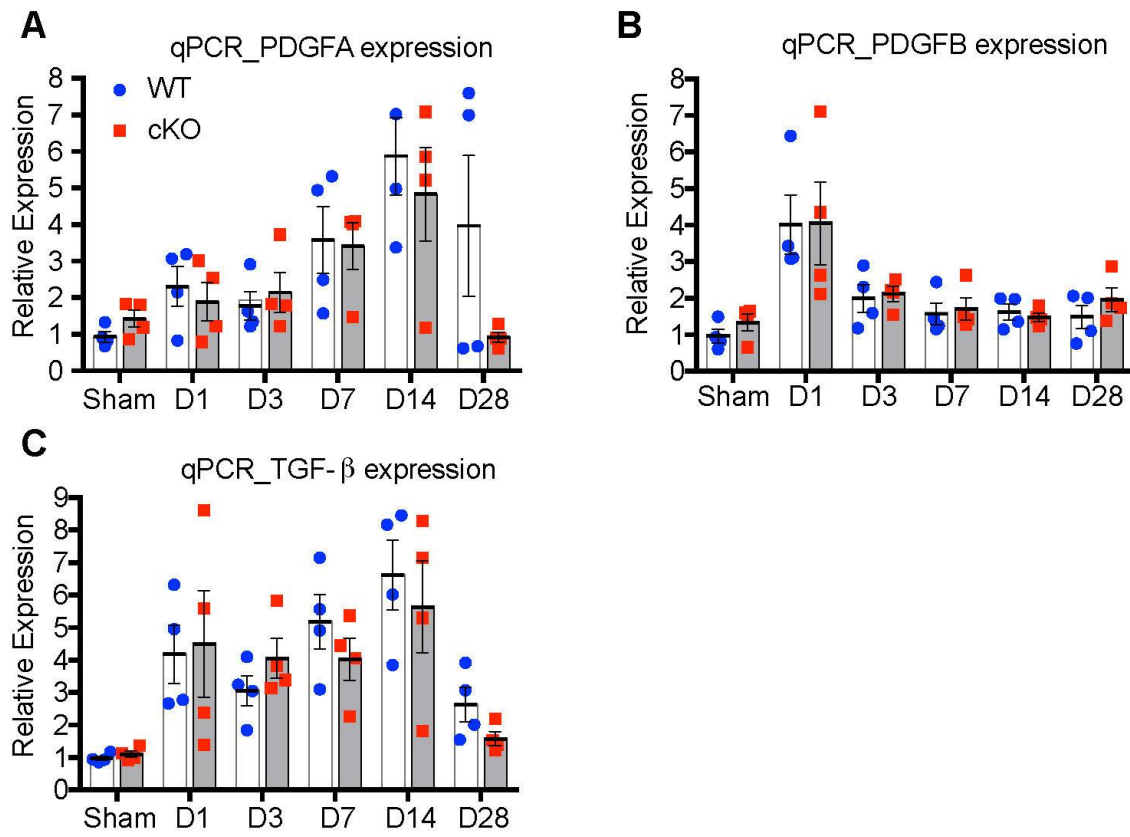 A
qPCR_PDGFA expression
Relative Expression
8
7
6
5
4
3
2
1
0
WT
cKO
Sham D1 D3 D7 D14 D28
B
qPCR_PDGFB expression
Relative Expression
8
7
6
5
4
3
2
1
0
Sham D1 D3 D7 D14 D28
C
qPCR_TGF-β expression
Relative Expression
9
8
7
6
5
4
3
2
1
0
Sham D1 D3 D7 D14 D28